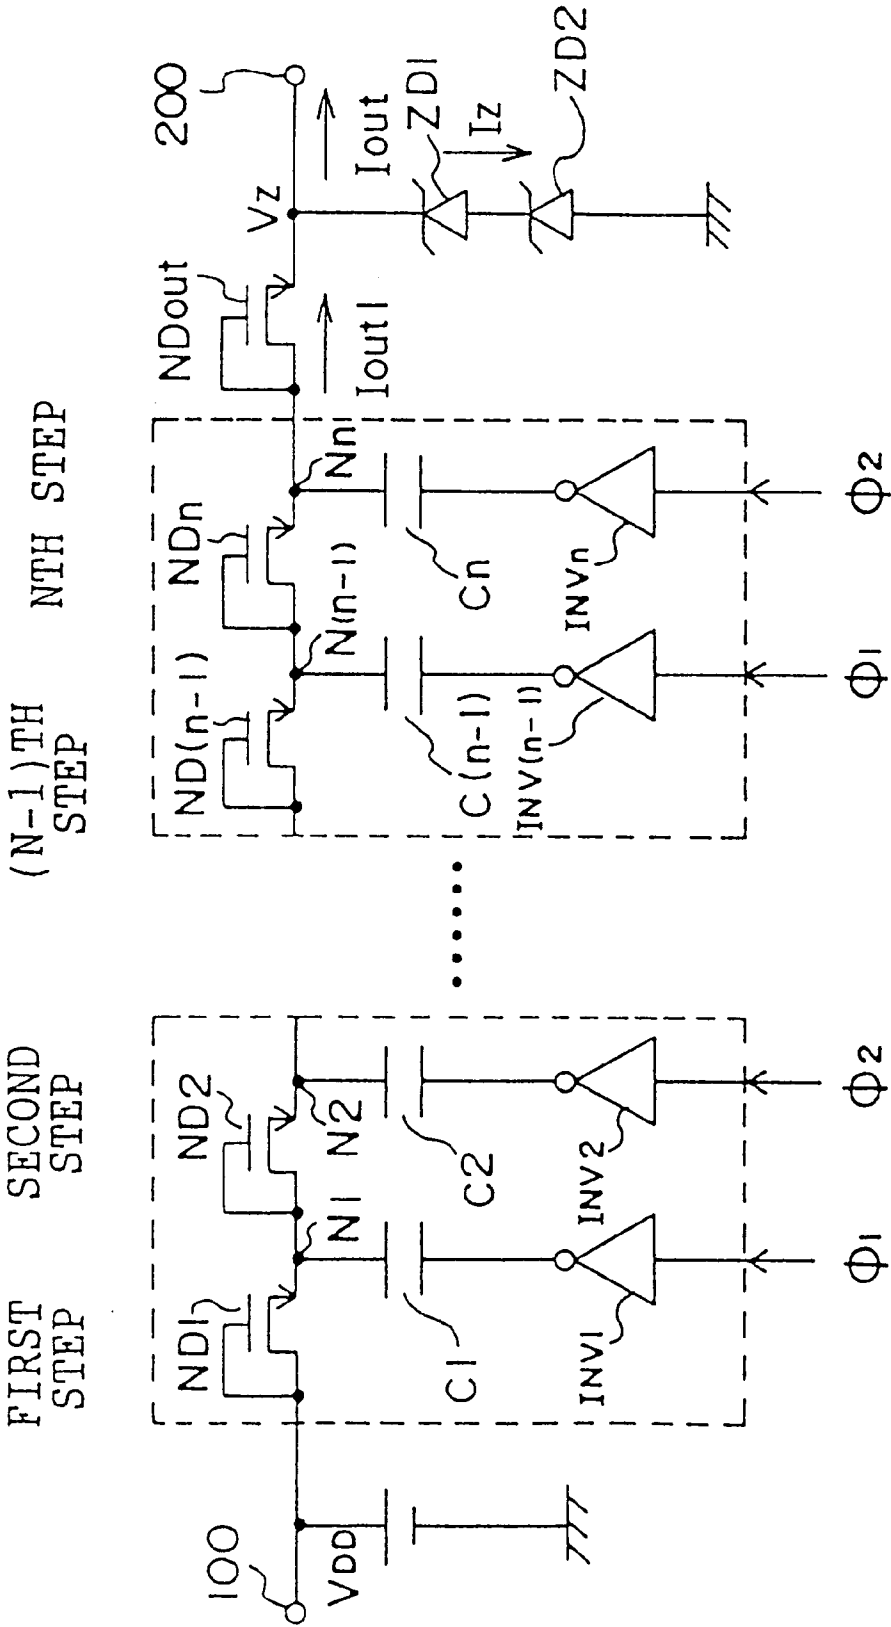 FIRST
STEP
SECOND
STEP
(N-1)TH
STEP
NTH STEP
100
VDD
ND1
N1
C1
INV1
Φ1
ND2
N2
C2
INV2
Φ2
ND(n-1)
N(n-1)
C(n-1)
INV(n-1)
Φ1
NDn
Nn
Cn
INVn
Φ2
NDout
Iout1
Vz
200
Iout
ZD1
Iz
ZD2